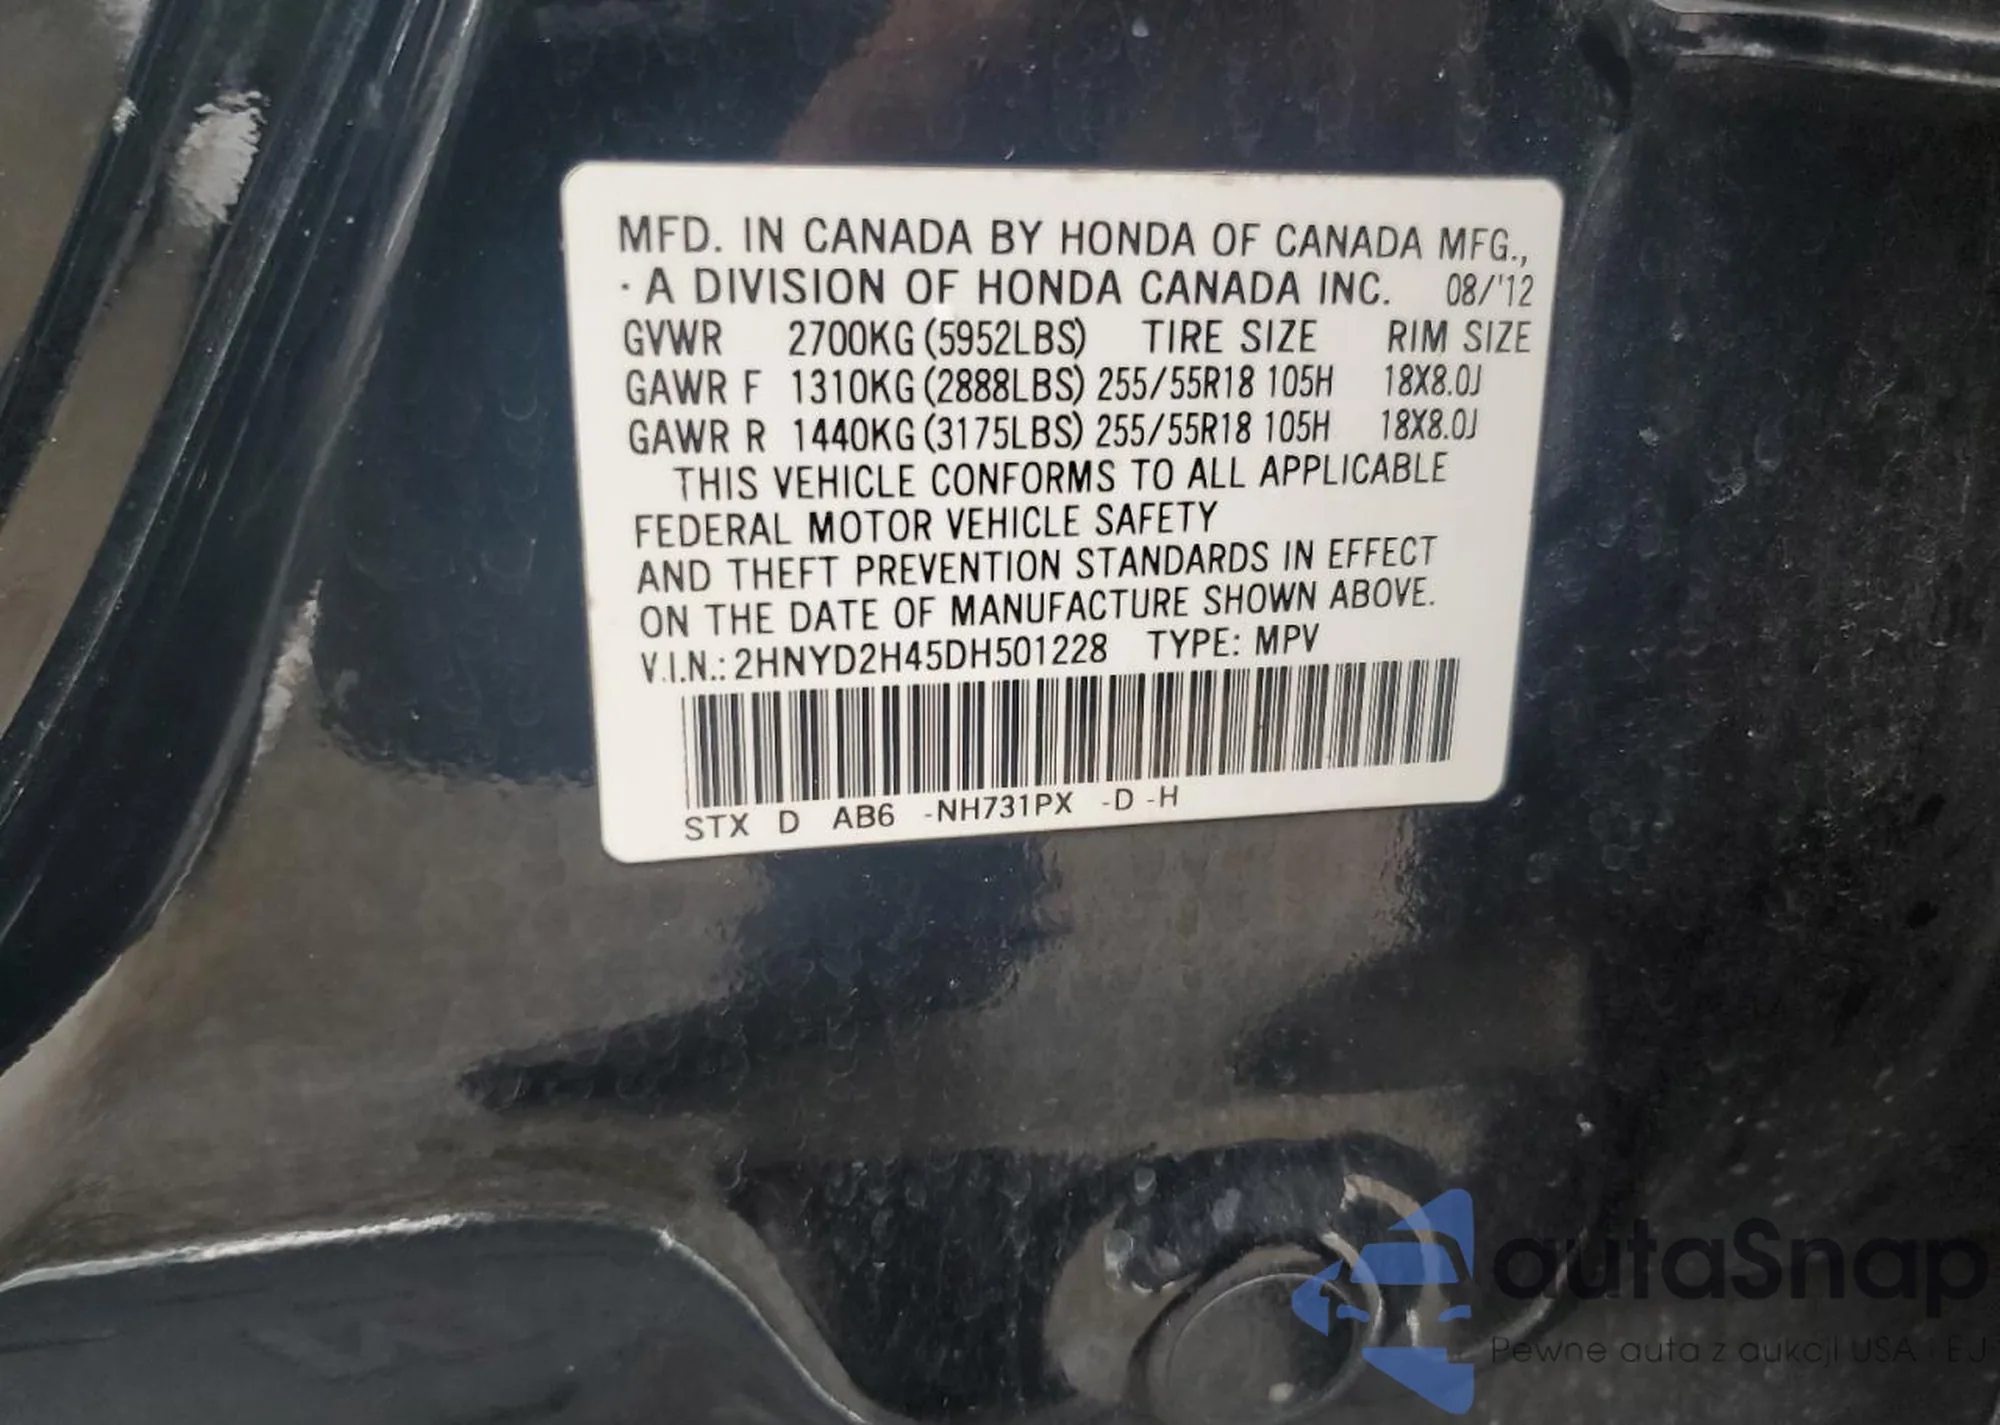 MFD. IN CANADA BY HONDA OF CANADA MFG.,
· A DIVISION OF HONDA CANADA INC. 08/'12
GVWR 2700KG (5952LBS) TIRE SIZE RIM SIZE
GAWR F 1310KG (2888LBS) 255/55R18 105H 18X8.0J
GAWR R 1440KG (3175LBS) 255/55R18 105H 18X8.0J
THIS VEHICLE CONFORMS TO ALL APPLICABLE
FEDERAL MOTOR VEHICLE SAFETY
AND THEFT PREVENTION STANDARDS IN EFFECT
ON THE DATE OF MANUFACTURE SHOWN ABOVE.
V.I.N.: 2HNYD2H45DH501228 TYPE: MPV
STX D AB6 -NH731PX -D -H
autaSnap
Pewne auta z aukcji USA i EU